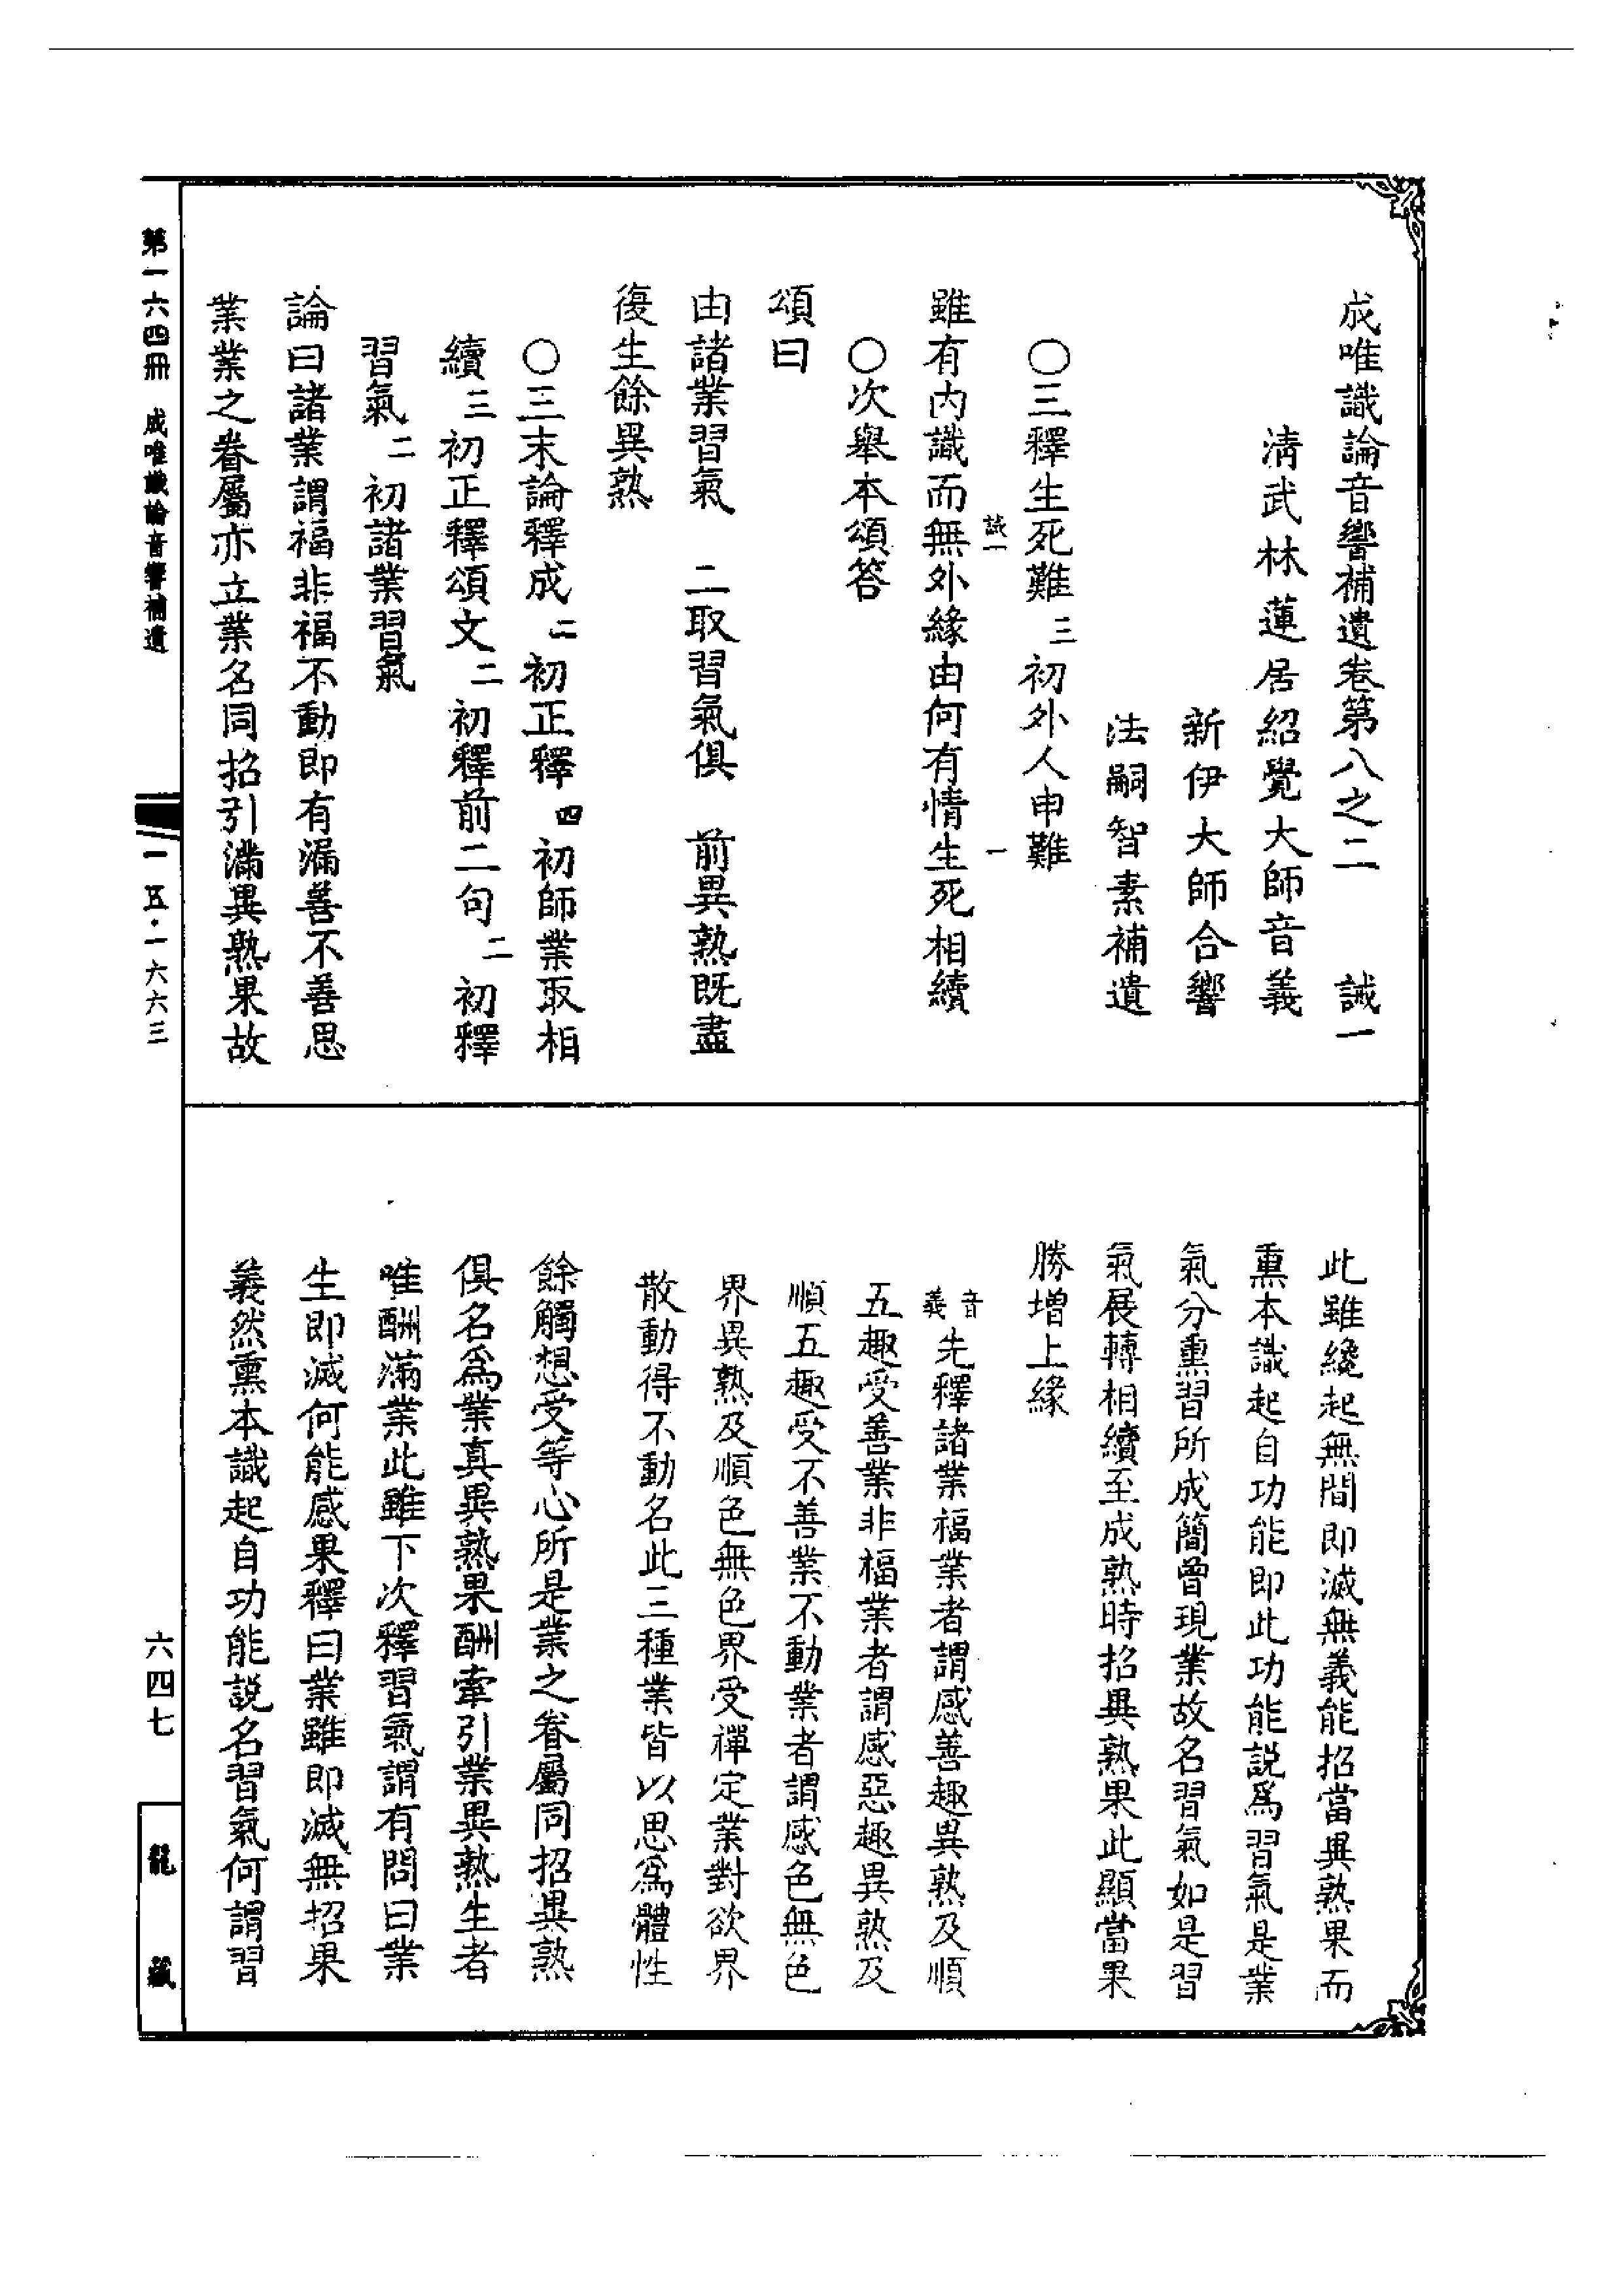 成唯識論音響補遺卷第八之二　誠一
清武林蓮居紹覺大師音義
新伊大師合響
法嗣智素補遺
〇三釋生死難三初外人申難
誠一　一
雖有內識而無外緣由何有情生死相續
〇次舉本頌答
頌曰
由諸業習氣　二取習氣俱　前異熟既盡
復生餘異熟
〇三末論釋成二初正釋四初師業取相
續三初正釋頌文二初釋前二句二初釋
習氣二初諸業習氣
論曰諸業謂福非福不動即有漏善不善思
業業之眷屬亦立業名同招引滿異熟果故
此雖纔起無間即滅無義能招當異熟果而
熏本識起自功能即此功能說為習氣是業
氣分熏習所成簡曾現業故名習氣如是習
氣展轉相續至成熟時招異熟果此顯當果
勝增上緣
音義先釋諸業福業者謂感善趣異熟及順
五趣受善業非福業者謂感惡趣異熟及
順五趣受不善業不動業者謂感色無色
界異熟及順色無色界受禪定業對欲界
散動得不動名此三種業皆以思為體性
餘觸想受等心所是業之眷屬同招異熟
俱名為業真異熟果酬牽引業異熟生者
唯酬滿業此雖下次釋習氣謂有問曰業
生即滅何能感果釋曰業雖即滅無招果
義然熏本識起自功能說名習氣何謂習
第一六四冊　成唯識論音響補遺
一五·一六六三
六四七
龍藏